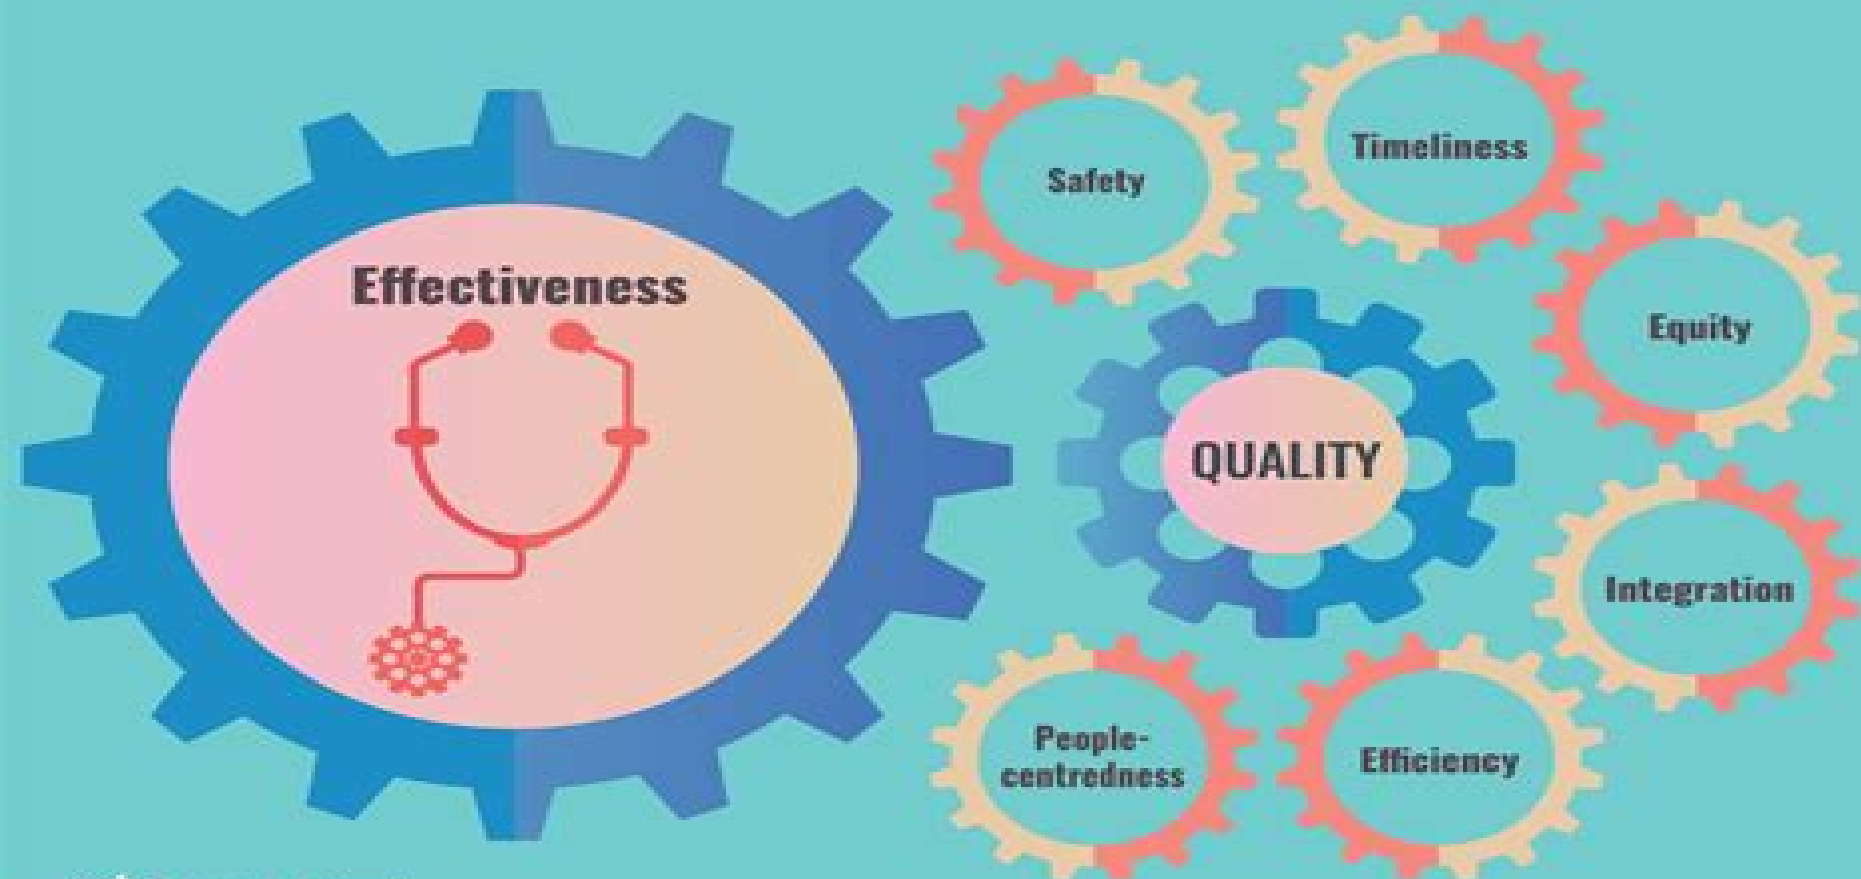 Effectiveness
Safety
Timeliness
Equity
QUALITY
Integration
People-
centredness
Efficiency